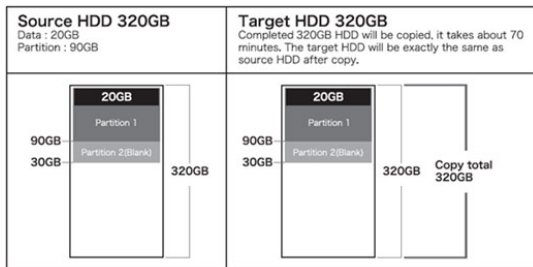 Source HDD 320GB
Data : 20GB
Partition : 90GB
Target HDD 320GB
Completed 320GB HDD will be copied, it takes about 70
minutes. The target HDD will be exactly the same as
source HDD after copy.
20GB
Partition 1
90GB
Partition 2(Blank)
30GB
320GB
20GB
Partition 1
90GB
Partition 2(Blank)
30GB
320GB
Copy total
320GB